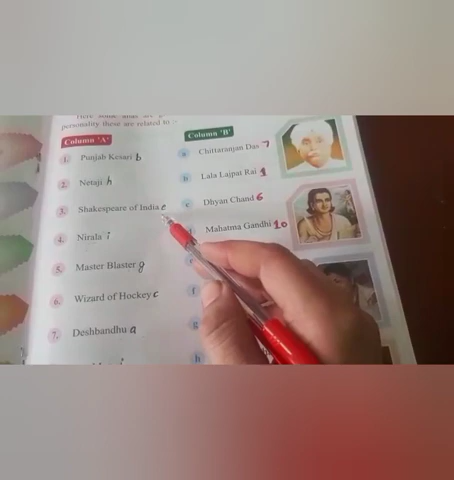 personality these are related to :-
Column 'A'
Column 'B'
1. Punjab Kesari b
a Chittaranjan Das 7
2. Netaji h
b Lala Lajpat Rai 1
3. Shakespeare of India e
c Dhyan Chand 6
4. Nirala i
d Mahatma Gandhi 10
5. Master Blaster g
6. Wizard of Hockey c
f
7. Deshbandhu a
g
h